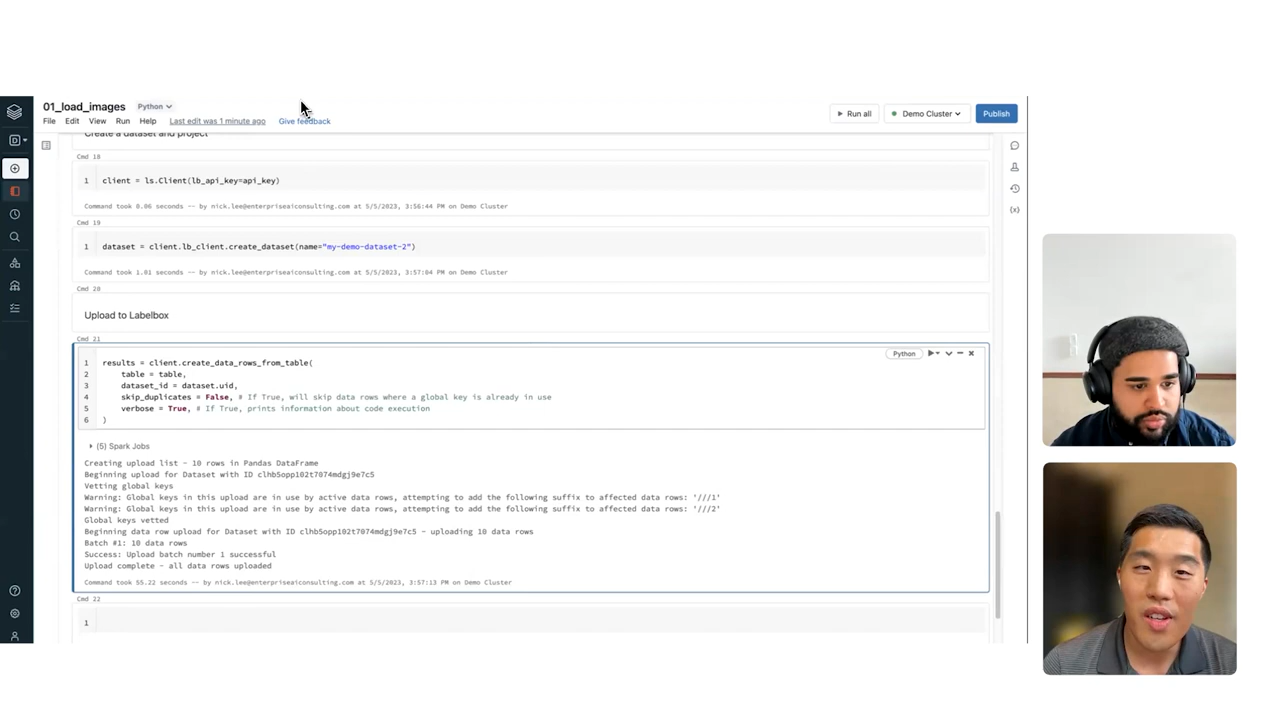 01_load_images
Python
File Edit View Run Help Last edit was 1 minute ago Give feedback
Run all
Demo Cluster
Publish
D
Create a dataset and project
Cmd 18
1 client = ls.Client(lb_api_key=api_key)
Command took 0.06 seconds -- by nick.lee@enterpriseaiconsulting.com at 5/5/2023, 3:56:44 PM on Demo Cluster
Cmd 19
1 dataset = client.lb_client.create_dataset(name="my-demo-dataset-2")
Command took 1.01 seconds -- by nick.lee@enterpriseaiconsulting.com at 5/5/2023, 3:57:04 PM on Demo Cluster
Cmd 20
Upload to Labelbox
Cmd 21
Python
1 results = client.create_data_rows_from_table(
2 table = table,
3 dataset_id = dataset.uid,
4 skip_duplicates = False, # If True, will skip data rows where a global key is already in use
5 verbose = True, # If True, prints information about code execution
6 )
(5) Spark Jobs
Creating upload list - 10 rows in Pandas DataFrame
Beginning upload for Dataset with ID clhb5opp102t7074mdgj9e7c5
Vetting global keys
Warning: Global keys in this upload are in use by active data rows, attempting to add the following suffix to affected data rows: '///1'
Warning: Global keys in this upload are in use by active data rows, attempting to add the following suffix to affected data rows: '///2'
Global keys vetted
Beginning data row upload for Dataset with ID clhb5opp102t7074mdgj9e7c5 - uploading 10 data rows
Batch #1: 10 data rows
Success: Upload batch number 1 successful
Upload complete - all data rows uploaded
Command took 55.22 seconds -- by nick.lee@enterpriseaiconsulting.com at 5/5/2023, 3:57:13 PM on Demo Cluster
Cmd 22
1